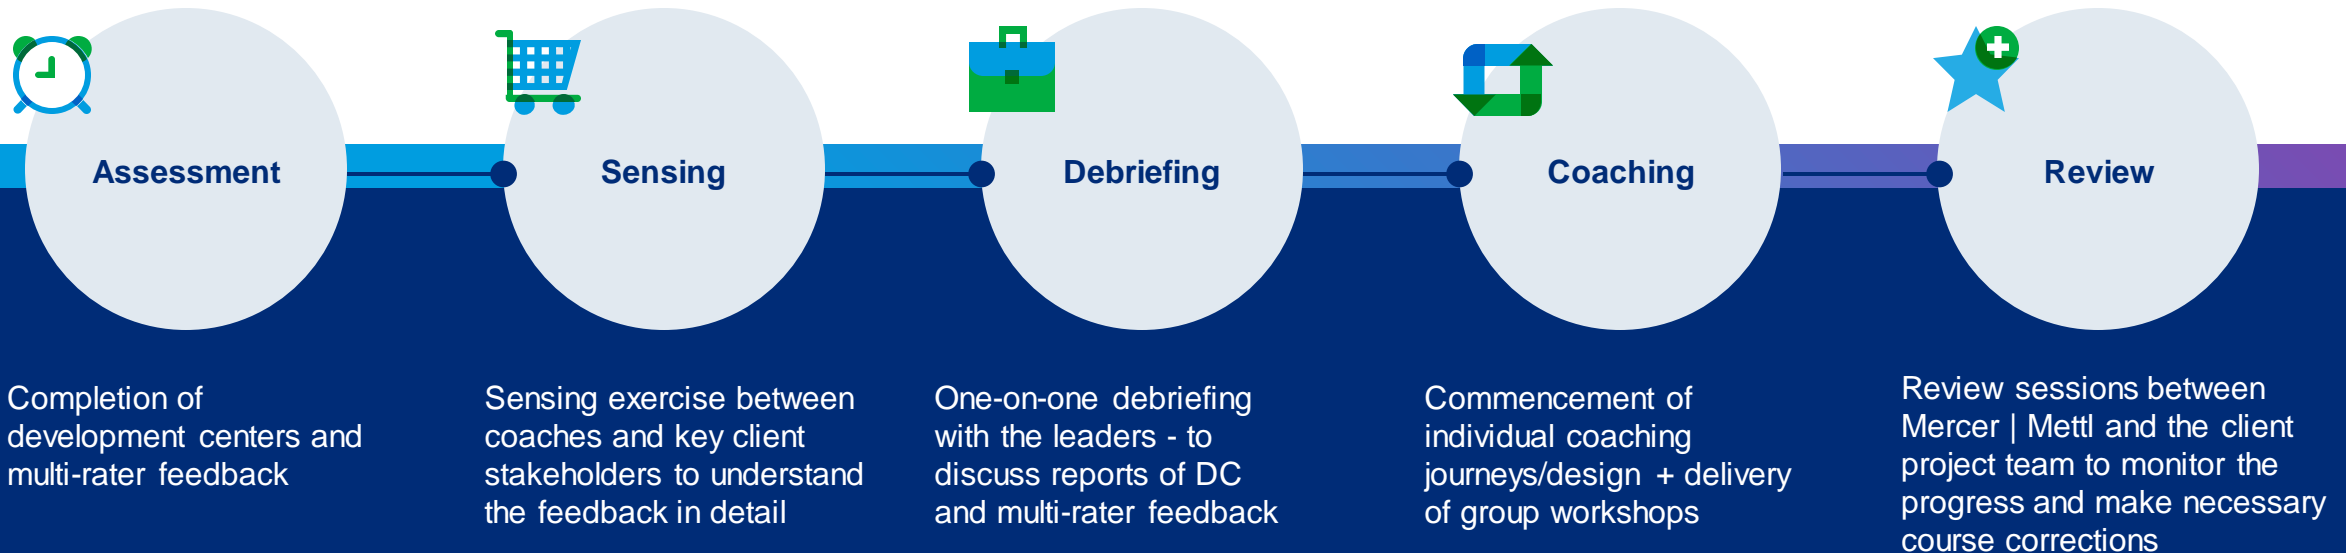 Assessment
Sensing
Debriefing
Coaching
Review
Completion of
development centers and
multi-rater feedback
Sensing exercise between
coaches and key client
stakeholders to understand
the feedback in detail
One-on-one debriefing
with the leaders - to
discuss reports of DC
and multi-rater feedback
Commencement of
individual coaching
journeys/design + delivery
of group workshops
Review sessions between
Mercer | Mettl and the client
project team to monitor the
progress and make necessary
course corrections